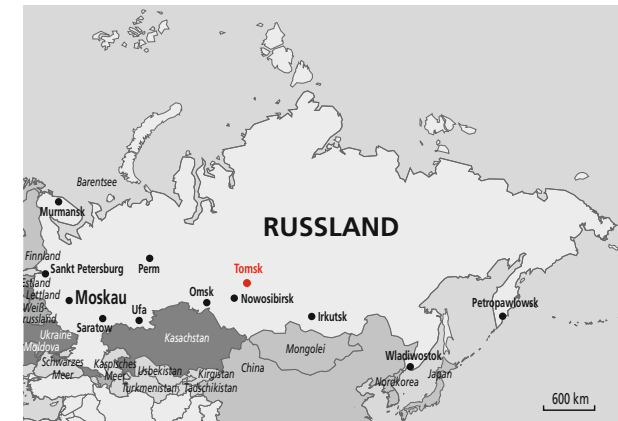 Barentsee
Murmansk
RUSSLAND
Finnland
Sankt Petersburg
Perm
Tomsk
Estland
Lettland
Moskau
Omsk
Nowosibirsk
Weiß-
russland
Ufa
Saratow
Irkutsk
Petropawlowsk
Ukraine
Moldova
Kasachstan
Mongolei
Wladiwostok
Schwarzes
Meer
Kaspisches
Meer
Usbekistan
Kirgistan
China
Nordkorea
Japan
Turkmenistan
Tadschikistan
600 km